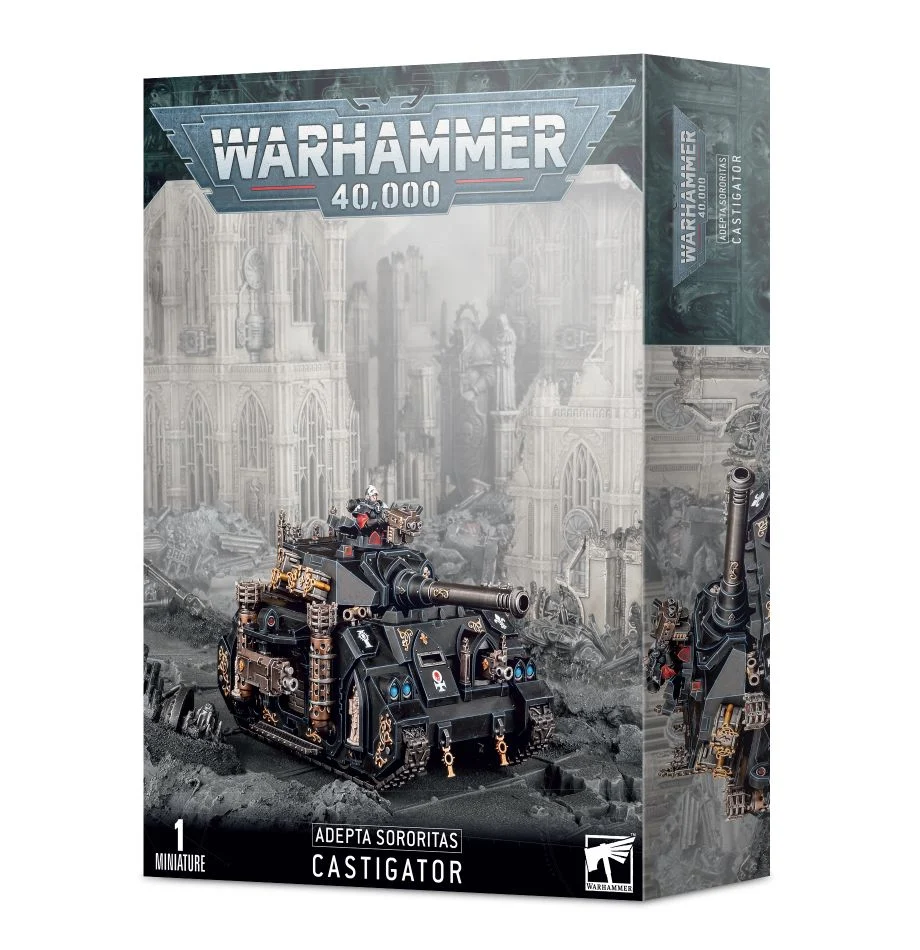 WARHAMMER
40,000
1
MINIATURE
ADEPTA SORORITAS
CASTIGATOR
WARHAMMER
WARHAMMER
40,000
ADEPTA SORORITAS
CASTIGATOR